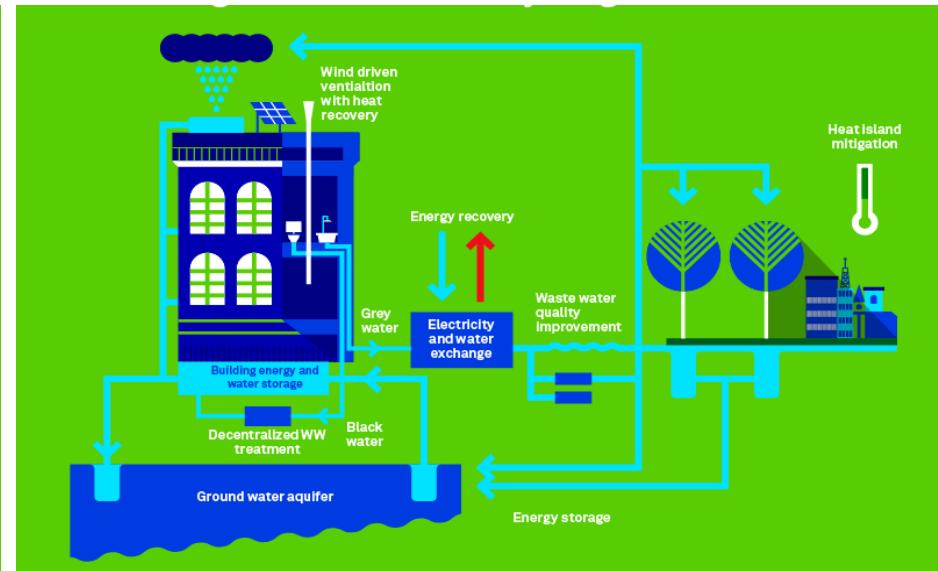 Wind driven
ventialtion
with heat
recovery
Heat island
mitigation
Energy recovery
Grey
water
Electricity
and water
exchange
Waste water
quality
improvement
Building energy and
water storage
Decentralized WW
treatment
Black
water
Ground water aquifer
Energy storage